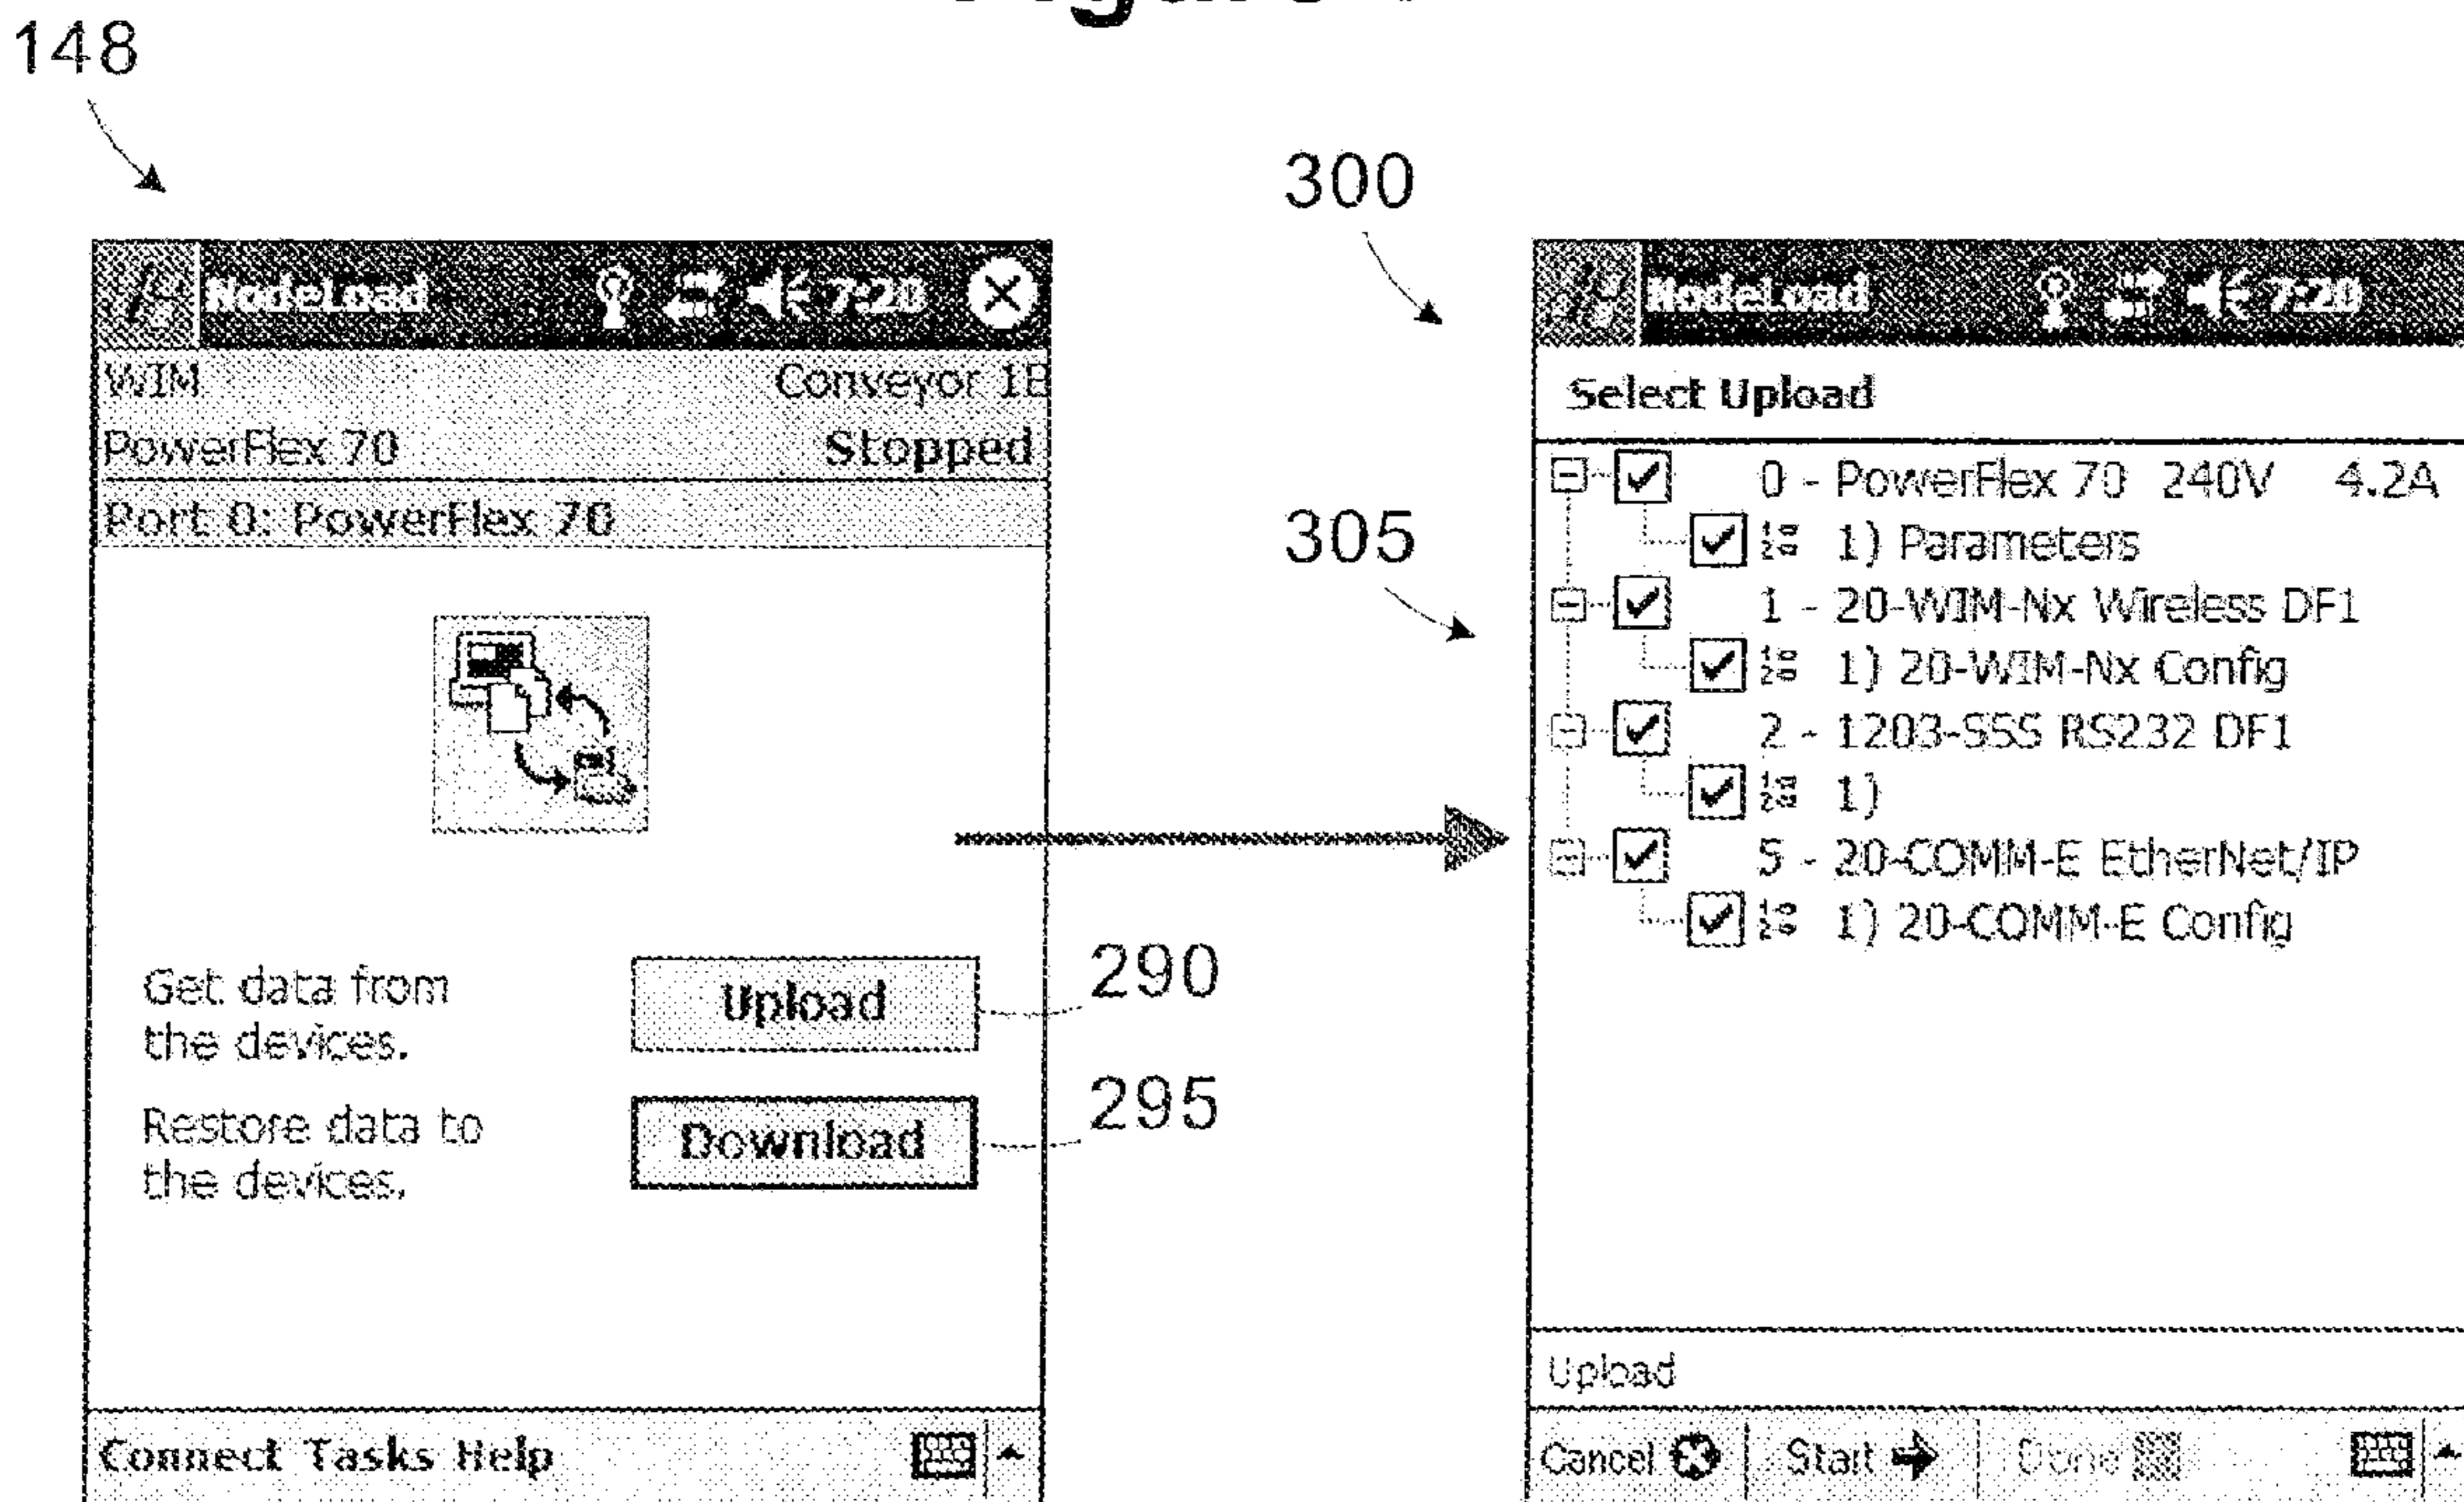 148
300
NodeLoad 7:20
WIM Conveyor 1E
PowerFlex 70 Stopped
Port 0: PowerFlex 70
Get data from
the devices.
Upload
290
Restore data to
the devices.
Download
295
Connect Tasks Help
NodeLoad 7:20
Select Upload
305
0 - PowerFlex 70 240V 4.2A
1) Parameters
1 - 20-WIM-Nx Wireless DF1
1) 20-WIM-Nx Config
2 - 1203-SSS RS232 DF1
1)
5 - 20-COMM-E EtherNet/IP
1) 20-COMM-E Config
Upload
Cancel Start Done